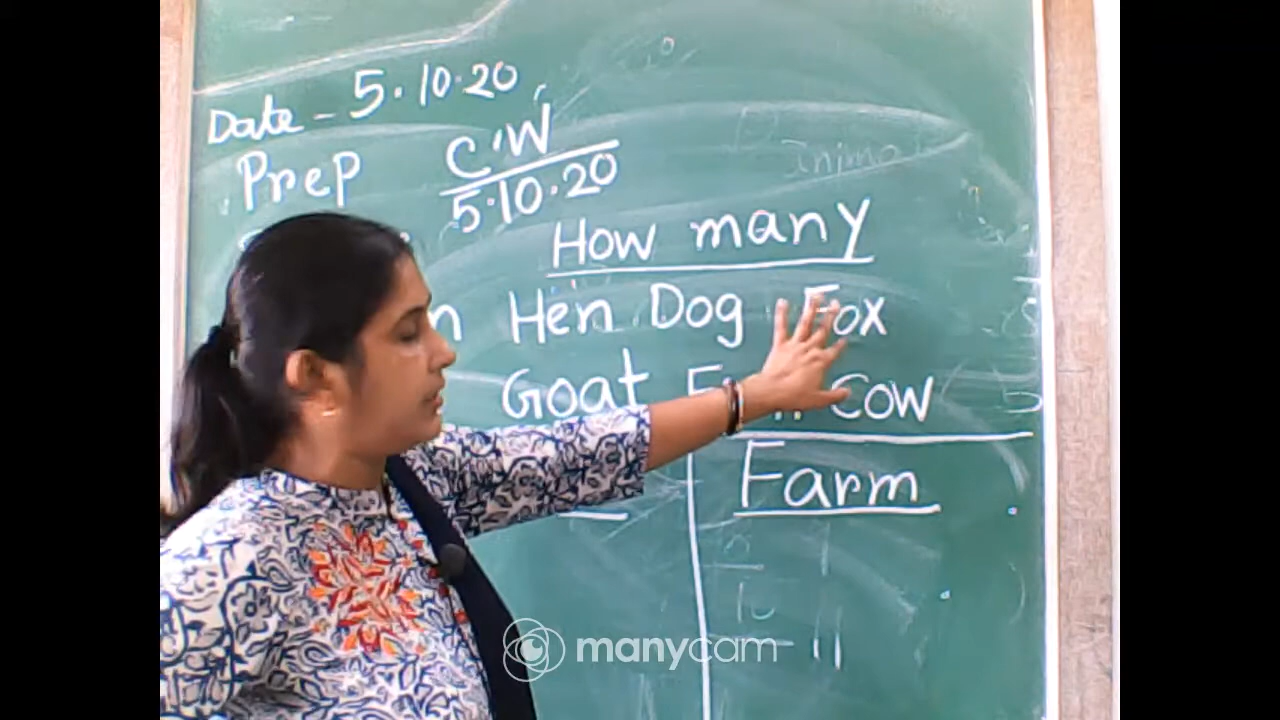 Date - 5.10.20
Prep
C'W
5.10.20
How many
Hen Dog Fox
Goat Cow
Farm
manycam